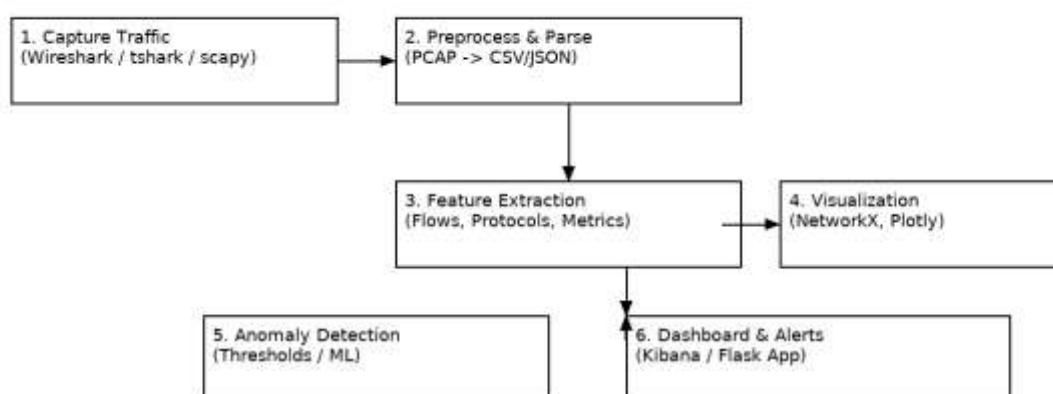 1. Capture Traffic
(Wireshark / tshark / scapy)
2. Preprocess & Parse
(PCAP -> CSV/JSON)
3. Feature Extraction
(Flows, Protocols, Metrics)
4. Visualization
(NetworkX, Plotly)
5. Anomaly Detection
(Thresholds / ML)
6. Dashboard & Alerts
(Kibana / Flask App)